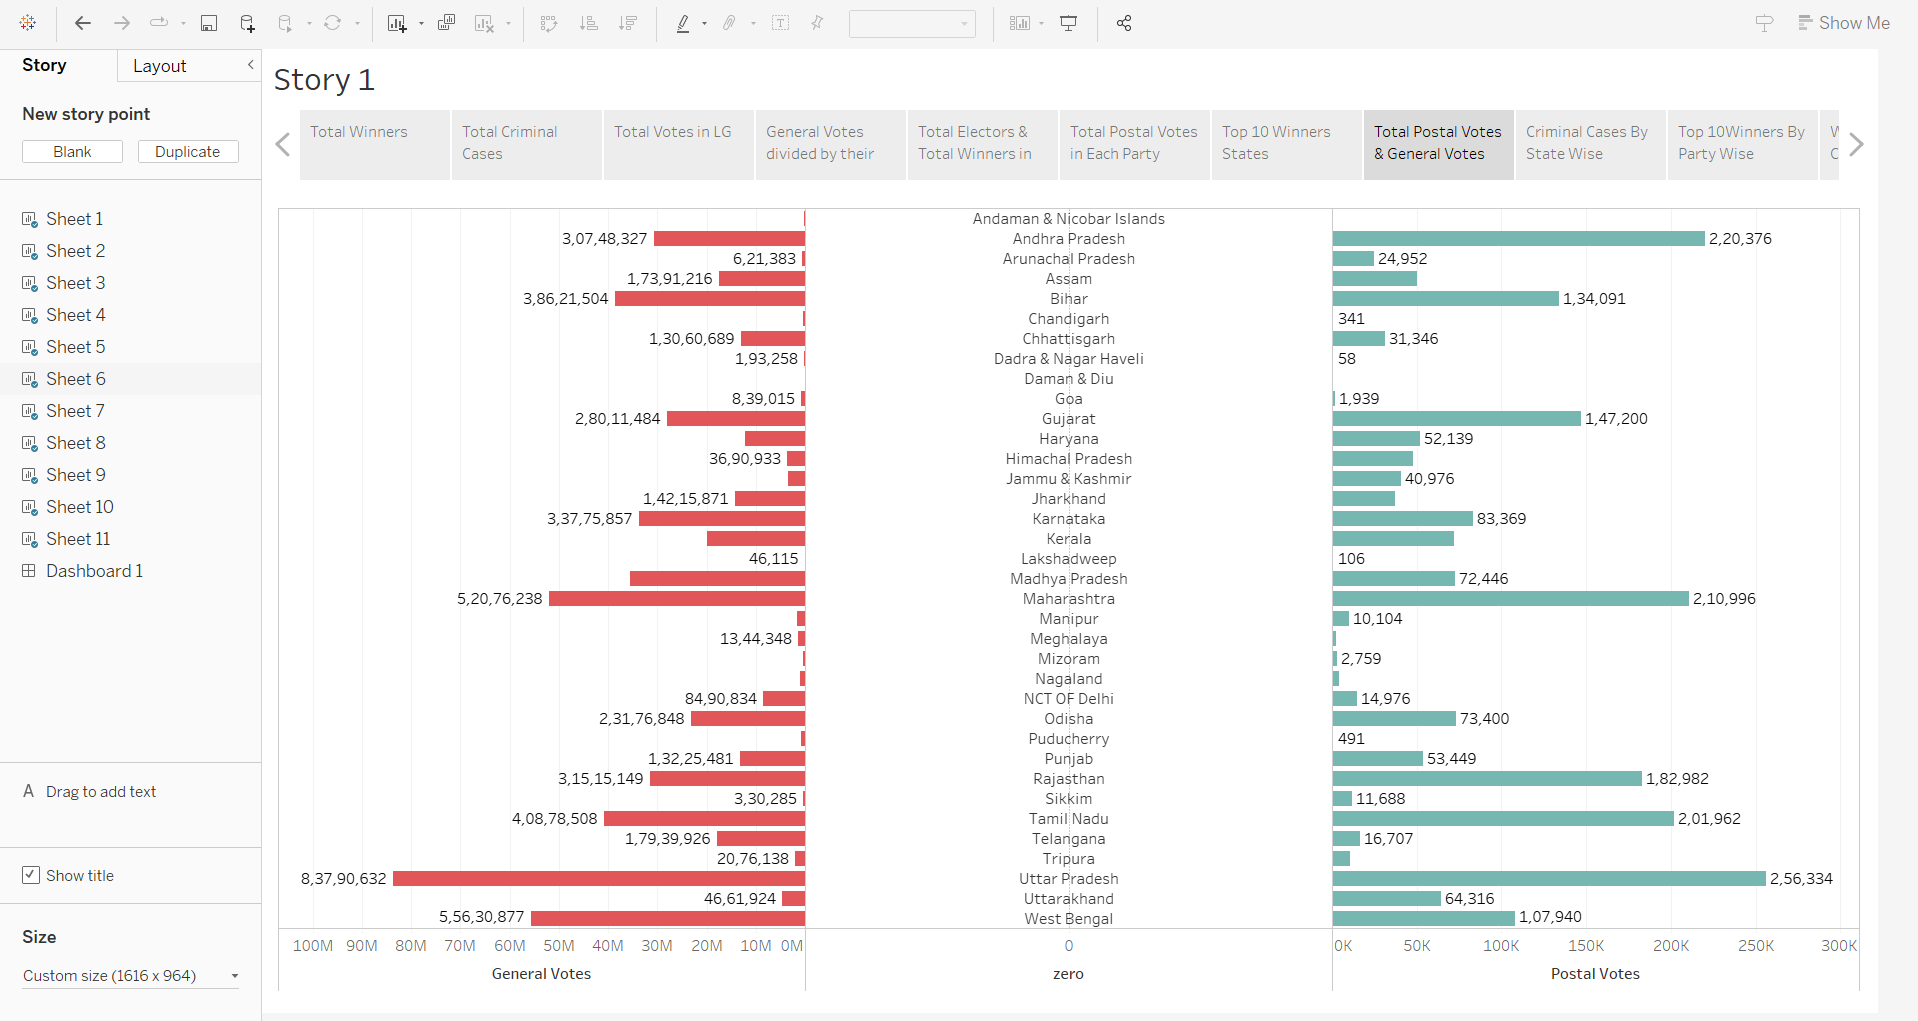 Show Me
Story
Layout
New story point
Blank
Duplicate
Sheet 1
Sheet 2
Sheet 3
Sheet 4
Sheet 5
Sheet 6
Sheet 7
Sheet 8
Sheet 9
Sheet 10
Sheet 11
Dashboard 1
A Drag to add text
Show title
Size
Custom size (1616 x 964)
Story 1
Total Winners
Total Criminal
Cases
Total Votes in LG
General Votes
divided by their
Total Electors &
Total Winners in
Total Postal Votes
in Each Party
Top 10 Winners
States
Total Postal Votes
& General Votes
Criminal Cases By
State Wise
Top 10Winners By
Party Wise
Andaman & Nicobar Islands
3,07,48,327 Andhra Pradesh 2,20,376
6,21,383 Arunachal Pradesh 24,952
1,73,91,216 Assam
3,86,21,504 Bihar 1,34,091
Chandigarh 341
1,30,60,689 Chhattisgarh 31,346
1,93,258 Dadra & Nagar Haveli 58
Daman & Diu
8,39,015 Goa 1,939
2,80,11,484 Gujarat 1,47,200
Haryana 52,139
36,90,933 Himachal Pradesh
Jammu & Kashmir 40,976
1,42,15,871 Jharkhand
3,37,75,857 Karnataka 83,369
Kerala
46,115 Lakshadweep 106
Madhya Pradesh 72,446
5,20,76,238 Maharashtra 2,10,996
Manipur 10,104
13,44,348 Meghalaya
Mizoram 2,759
Nagaland
84,90,834 NCT OF Delhi 14,976
2,31,76,848 Odisha 73,400
Puducherry 491
1,32,25,481 Punjab 53,449
3,15,15,149 Rajasthan 1,82,982
3,30,285 Sikkim 11,688
4,08,78,508 Tamil Nadu 2,01,962
1,79,39,926 Telangana 16,707
20,76,138 Tripura
8,37,90,632 Uttar Pradesh 2,56,334
46,61,924 Uttarakhand 64,316
5,56,30,877 West Bengal 1,07,940
100M 90M 80M 70M 60M 50M 40M 30M 20M 10M 0M 0 0K 50K 100K 150K 200K 250K 300K
General Votes zero Postal Votes